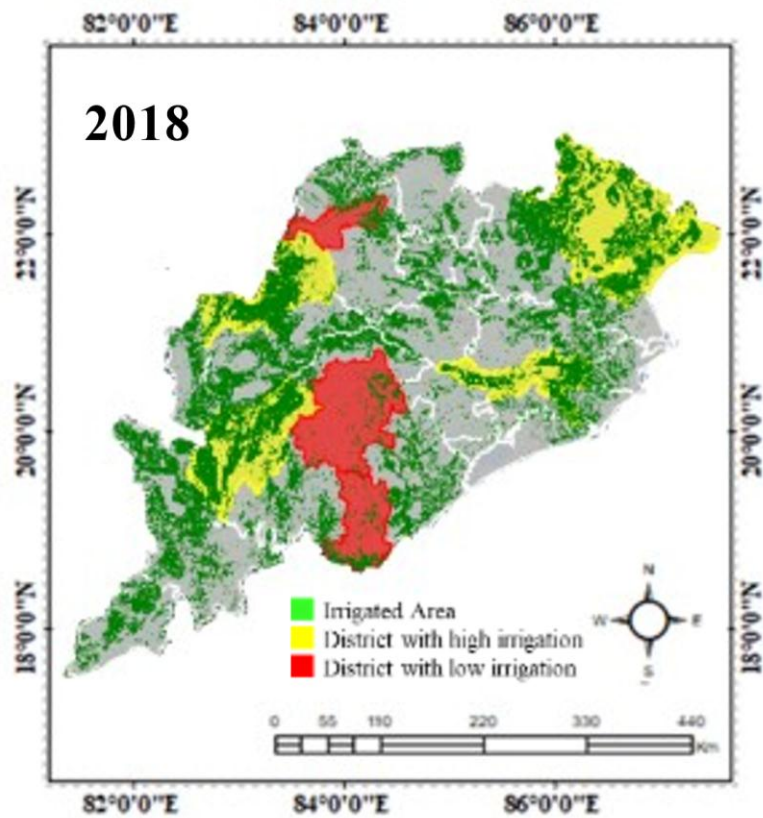 82°0'0"E 84°0'0"E 86°0'0"E
2018
22°0'0"N 22°0'0"N
20°0'0"N 20°0'0"N
18°0'0"N 18°0'0"N
N
W E
S
Irrigated Area
District with high irrigation
District with low irrigation
0 55 110 220 330 440
Km
82°0'0"E 84°0'0"E 86°0'0"E